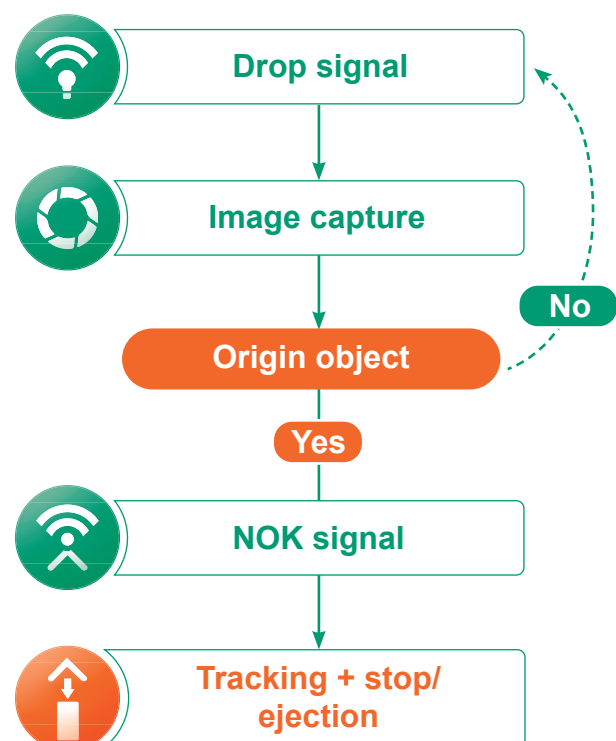 Drop signal
Image capture
No
Origin object
Yes
NOK signal
Tracking + stop/
ejection